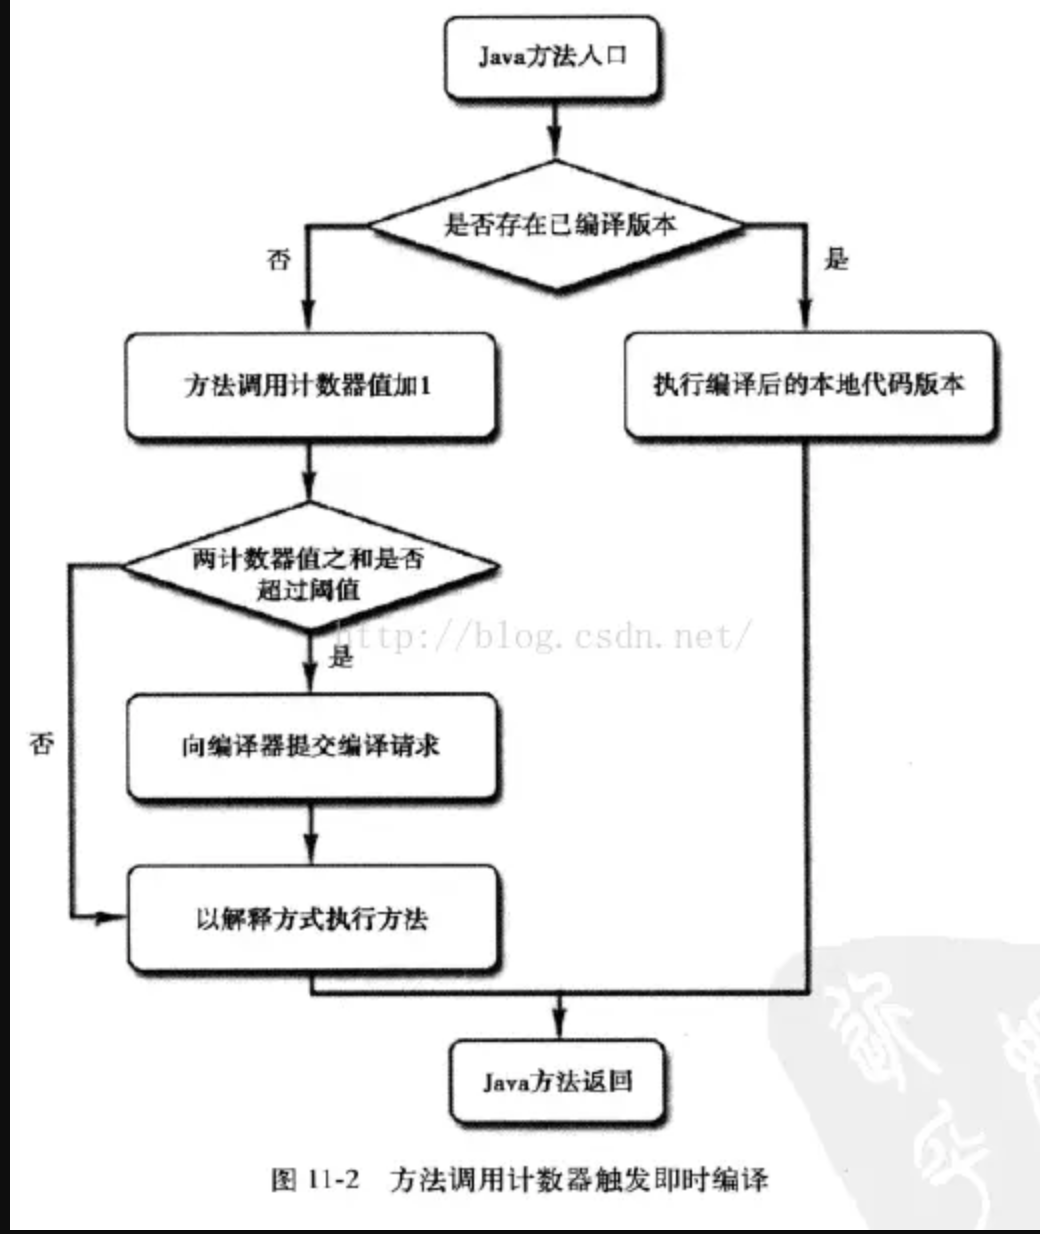 Java方法入口
是否存在已编译版本
否
是
方法调用计数器值加1
执行编译后的本地代码版本
两计数器值之和是否
超过阈值
http://blog.csdn.net/
是
向编译器提交编译请求
否
以解释方式执行方法
Java方法返回
图 11-2 方法调用计数器触发即时编译